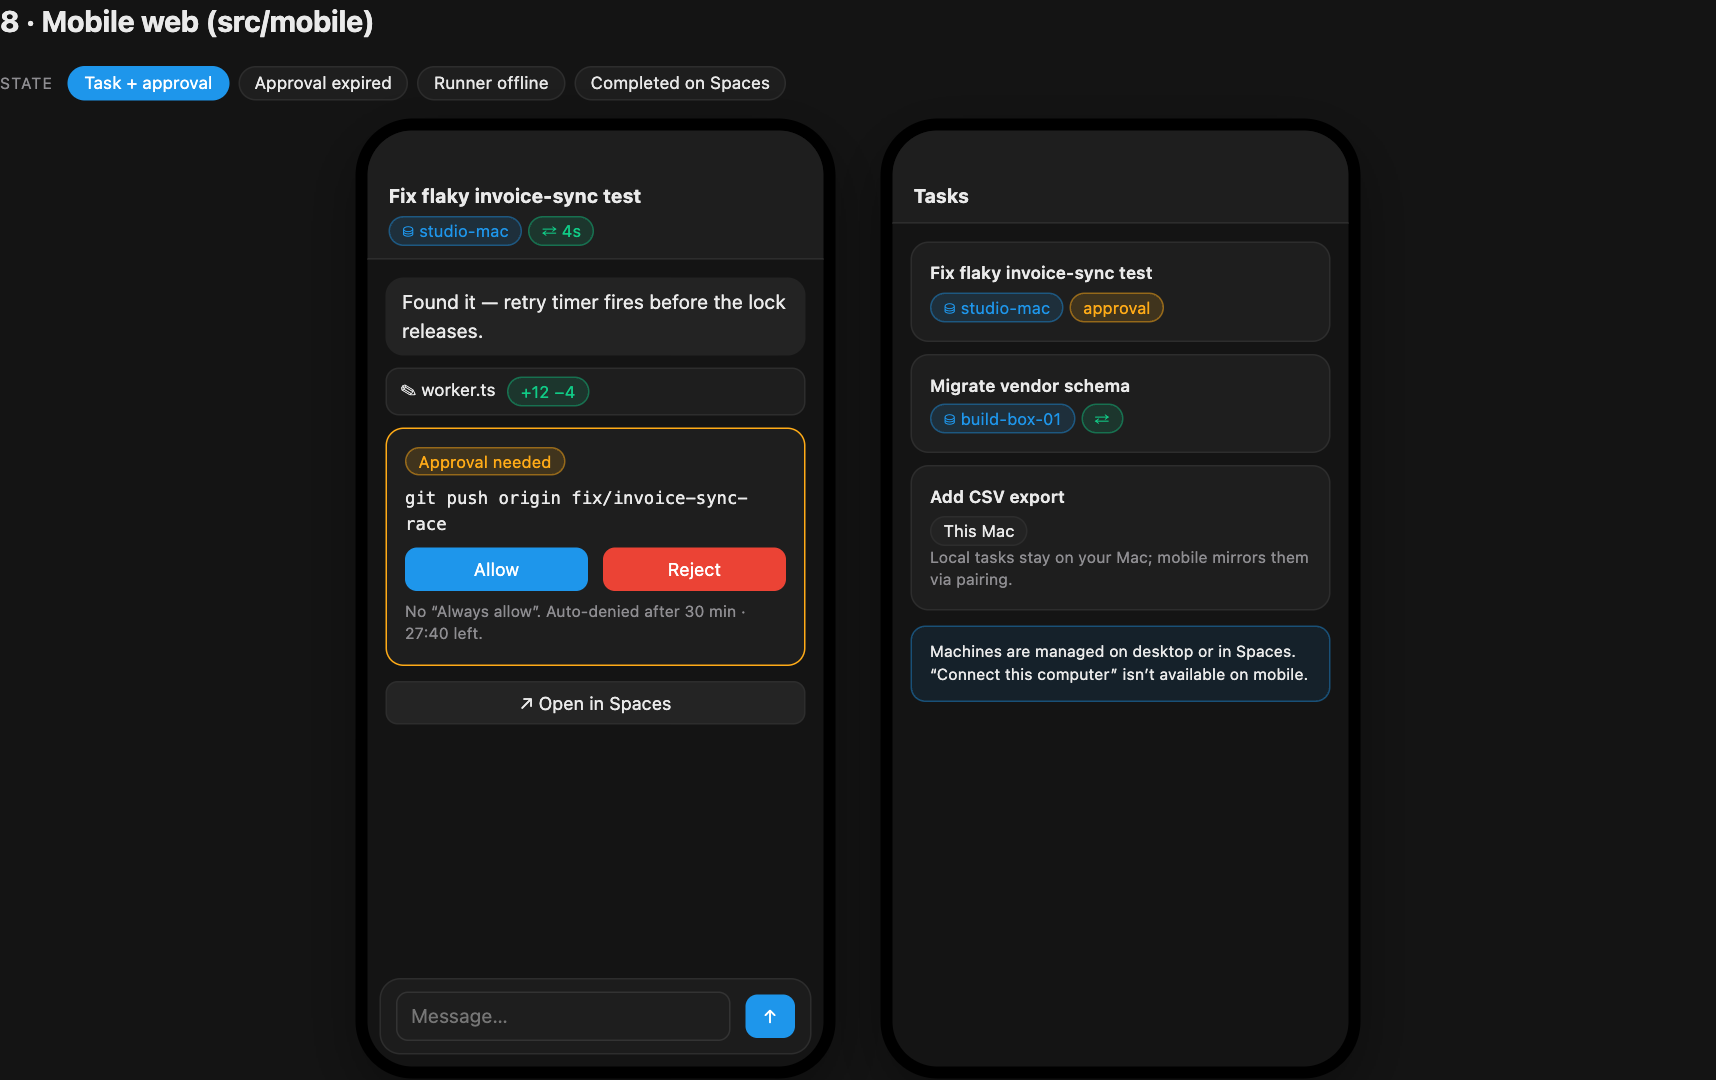 8 · Mobile web (src/mobile)
STATE
Task + approval
Approval expired
Runner offline
Completed on Spaces
Fix flaky invoice-sync test
studio-mac
⇄ 4s
Found it — retry timer fires before the lock
releases.
✎ worker.ts
+12 −4
Approval needed
git push origin fix/invoice-sync-
race
Allow
Reject
No “Always allow”. Auto-denied after 30 min ·
27:40 left.
↗ Open in Spaces
Message...
↑
Tasks
Fix flaky invoice-sync test
studio-mac
approval
Migrate vendor schema
build-box-01
⇄
Add CSV export
This Mac
Local tasks stay on your Mac; mobile mirrors them
via pairing.
Machines are managed on desktop or in Spaces.
“Connect this computer” isn’t available on mobile.